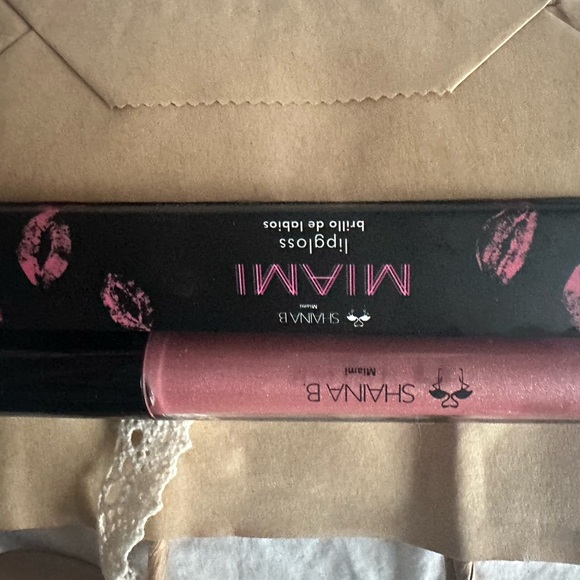 SHAINA B.
Miami
MIAMI
lipgloss
brillo de labios
SHAINA B.
Miami